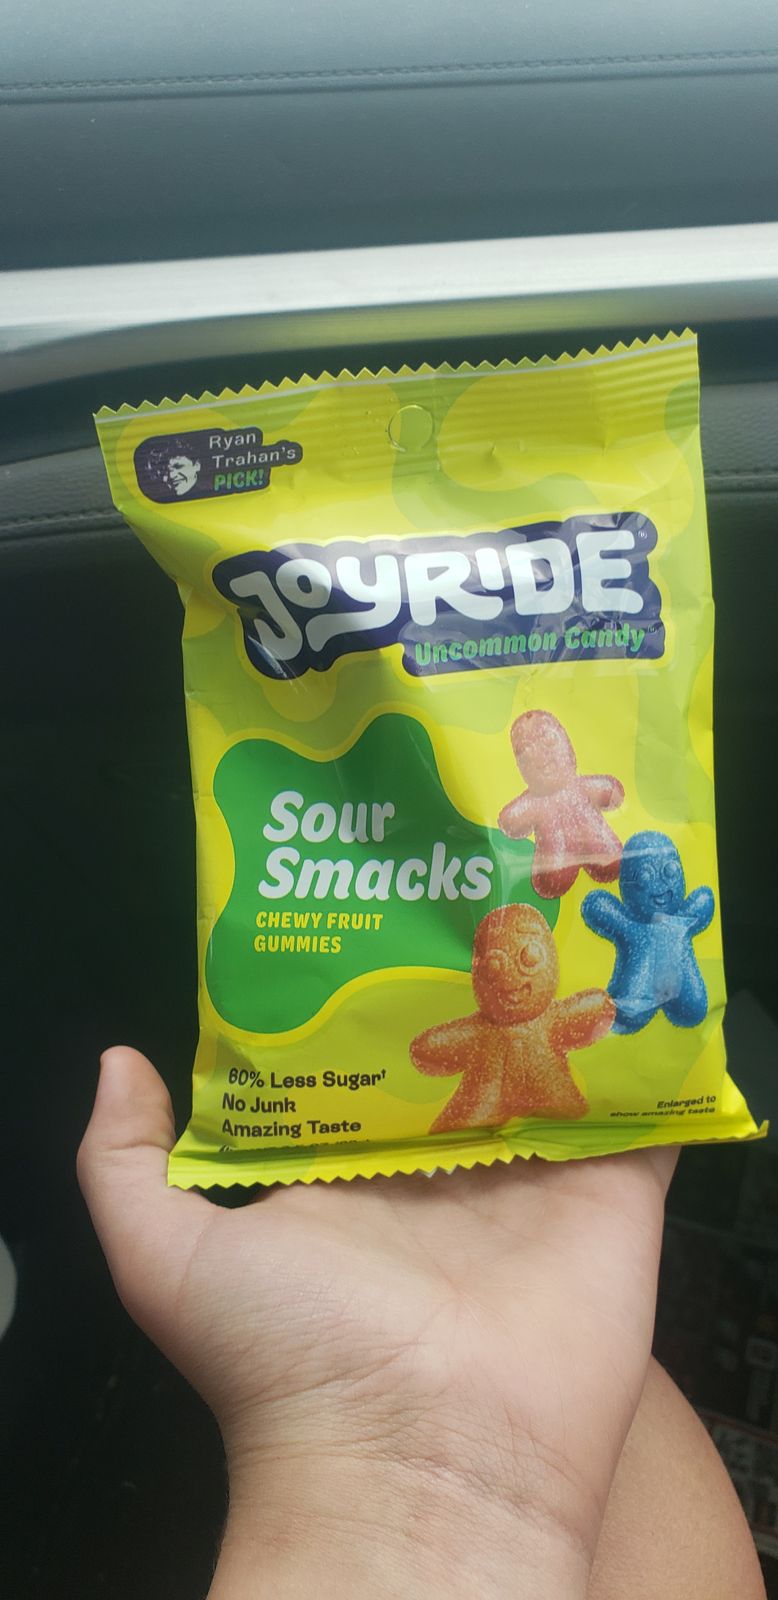 Ryan
Trahan's
PICK!
JOYRIDE®
Uncommon Candy
Sour
Smacks
CHEWY FRUIT
GUMMIES
60% Less Sugar†
No Junk
Amazing Taste
Enlarged to
show amazing taste